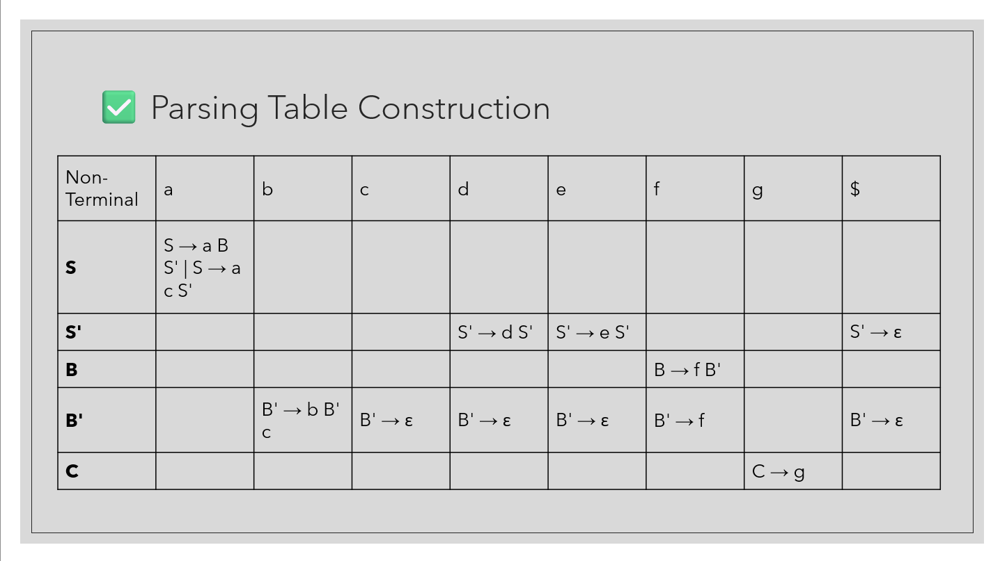 ✅ Parsing Table Construction
Non-
Terminal
a
b
c
d
e
f
g
$
S
S → a B
S' | S → a
c S'
S'
S' → d S'
S' → e S'
S' → ε
B
B → f B'
B'
B' → b B'
c
B' → ε
B' → ε
B' → ε
B' → f
B' → ε
C
C → g